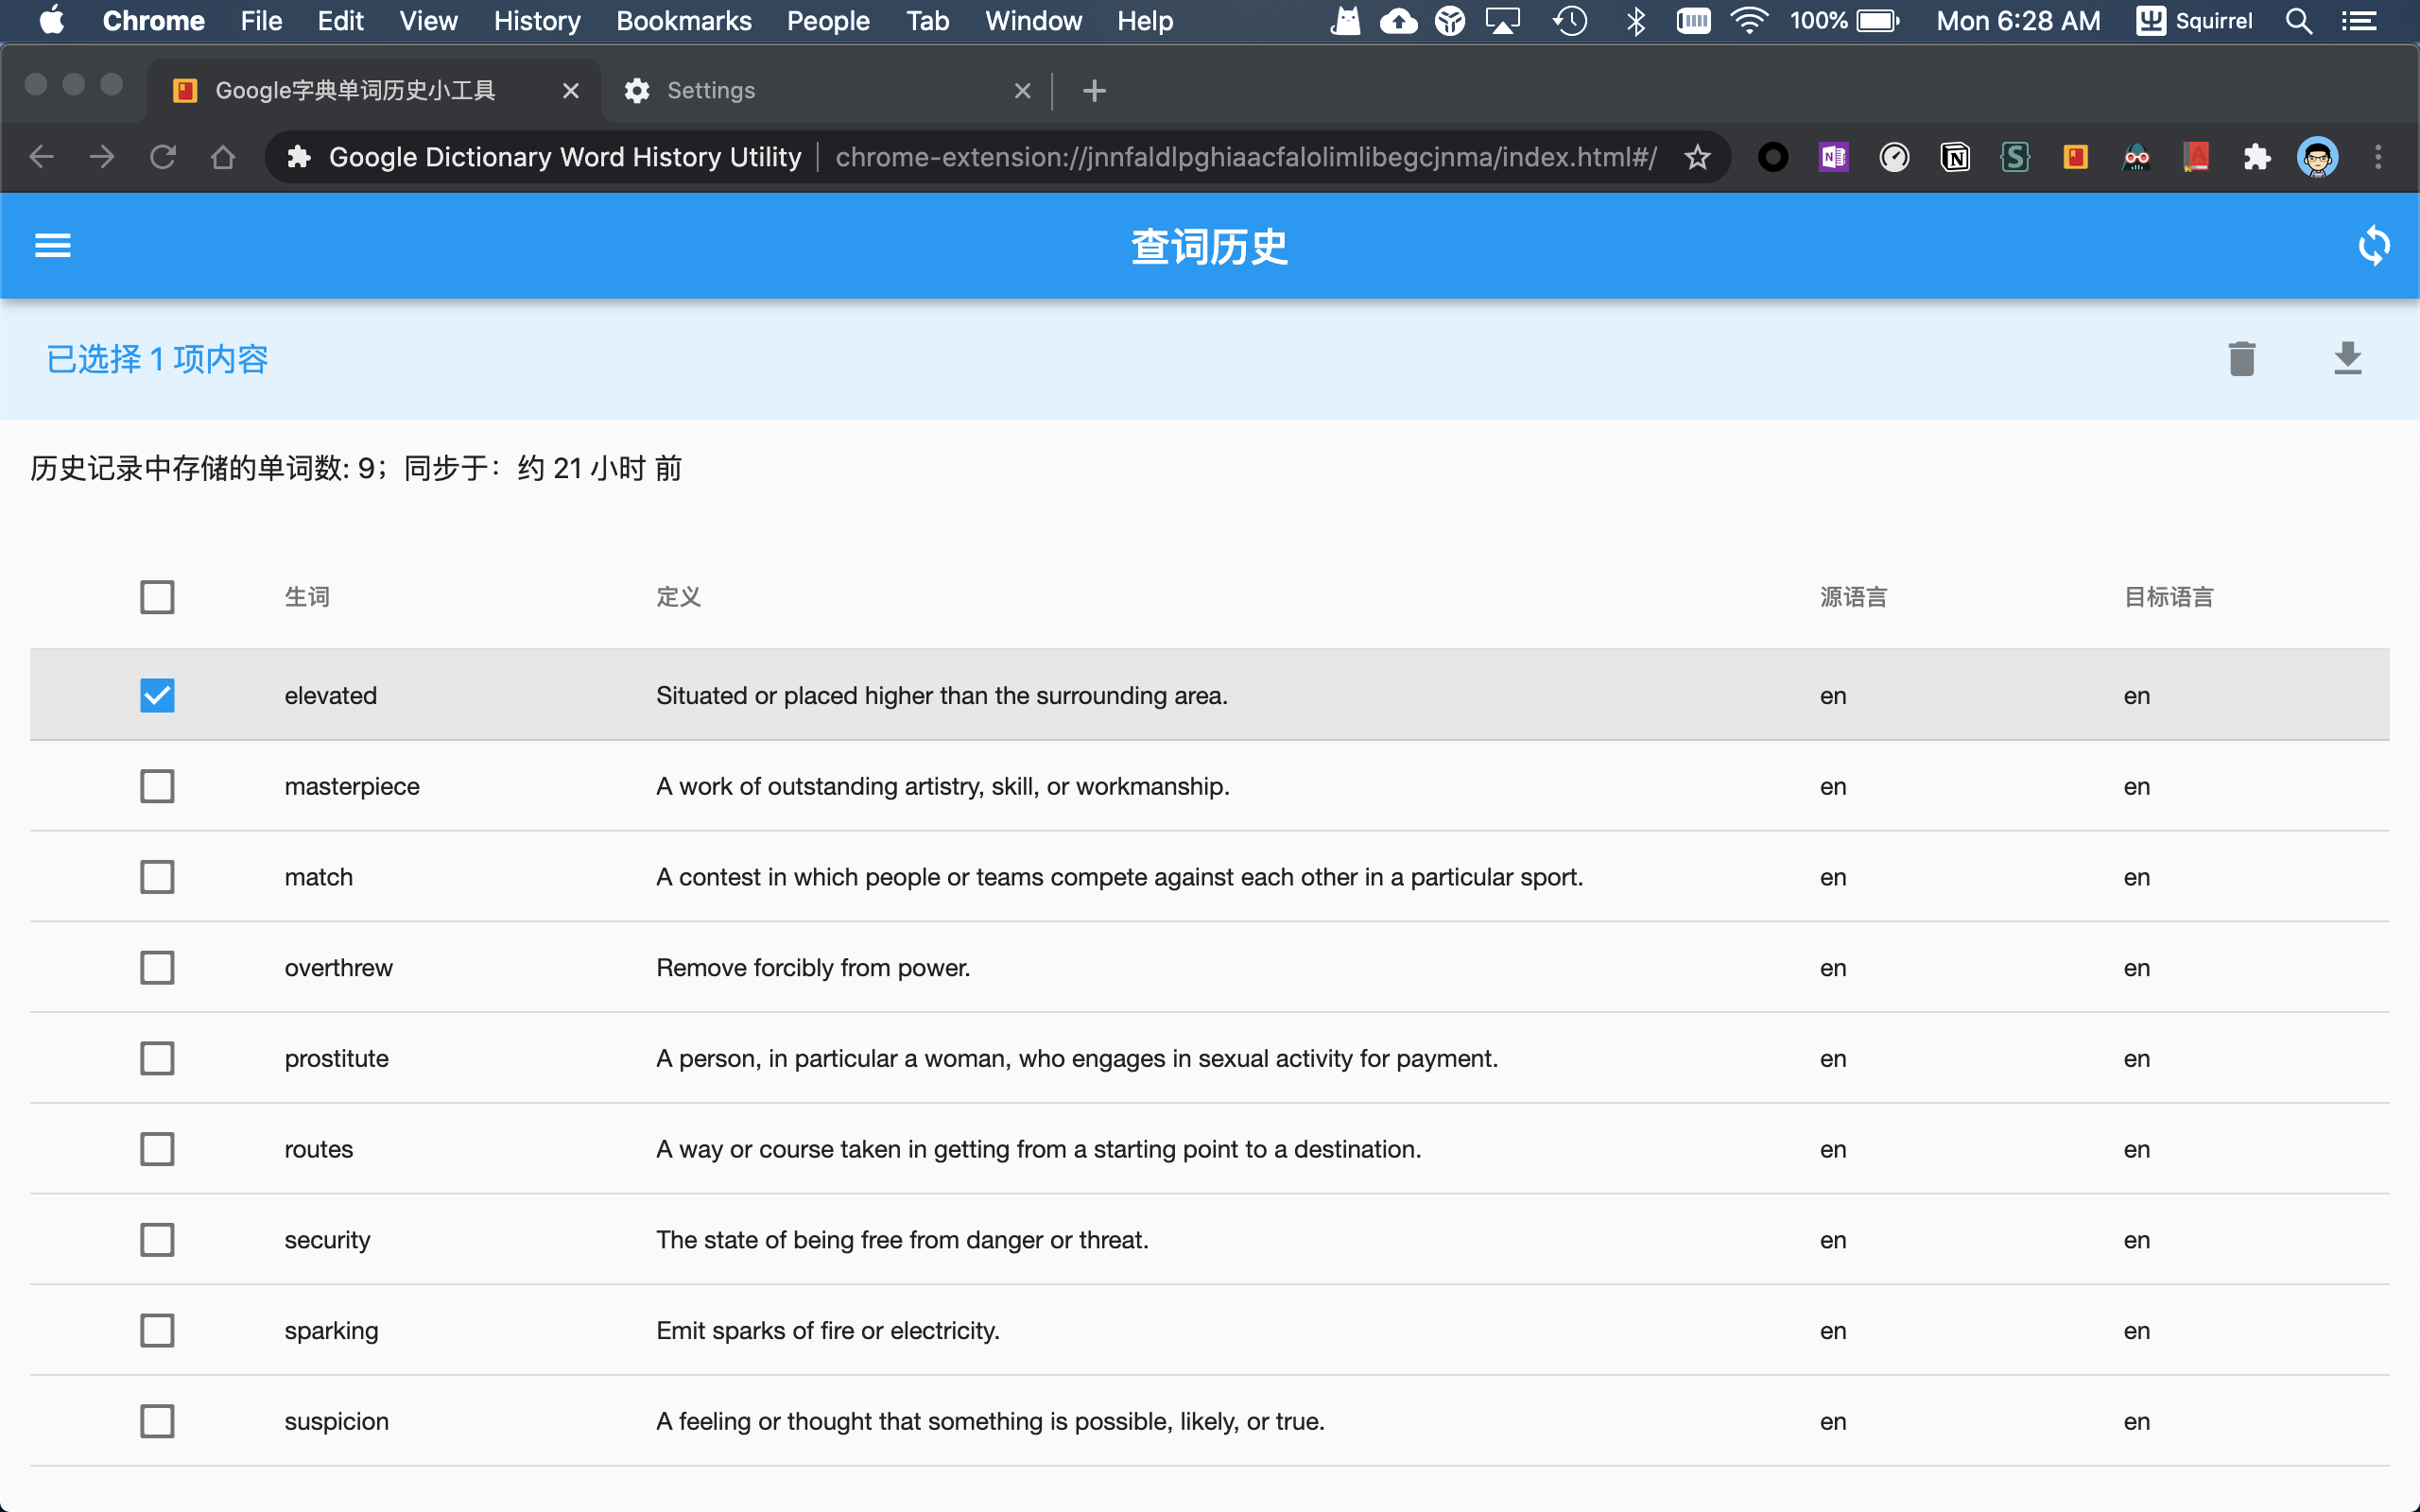 Chrome File Edit View History Bookmarks People Tab Window Help 100% Mon 6:28 AM Squirrel
Google字典单词历史小工具 Settings
Google Dictionary Word History Utility chrome-extension://jnnfaldlpghiaacfalolimlibegcjnma/index.html#/
查词历史
已选择 1 项内容
历史记录中存储的单词数: 9；同步于：约 21 小时 前
生词 定义 源语言 目标语言
elevated Situated or placed higher than the surrounding area. en en
masterpiece A work of outstanding artistry, skill, or workmanship. en en
match A contest in which people or teams compete against each other in a particular sport. en en
overthrew Remove forcibly from power. en en
prostitute A person, in particular a woman, who engages in sexual activity for payment. en en
routes A way or course taken in getting from a starting point to a destination. en en
security The state of being free from danger or threat. en en
sparking Emit sparks of fire or electricity. en en
suspicion A feeling or thought that something is possible, likely, or true. en en